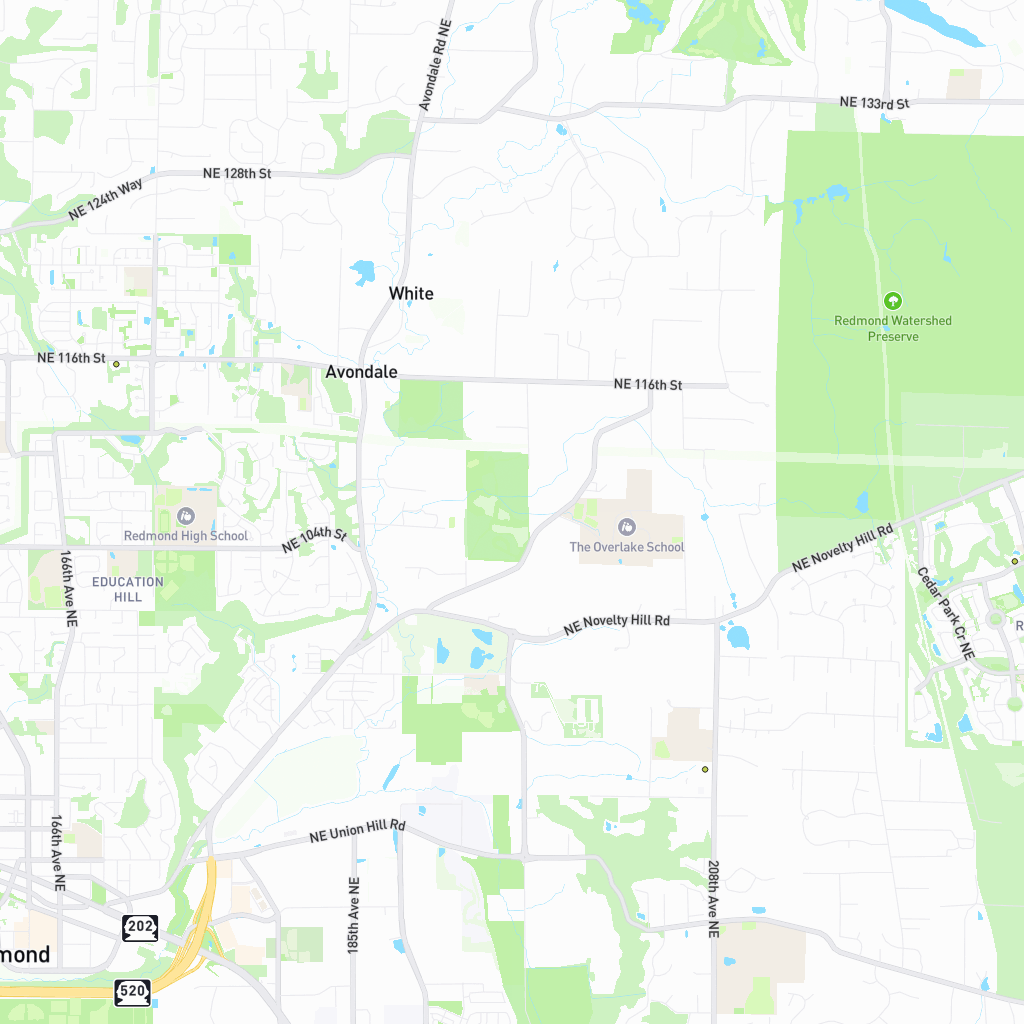 Avondale Rd NE
NE 133rd St
NE 128th St
NE 124th Way
White
Redmond Watershed
Preserve
NE 116th St
Avondale
NE 116th St
Redmond High School
NE 104th St
The Overlake School
NE Novelty Hill Rd
166th Ave NE
EDUCATION
HILL
Cedar Park Cr NE
NE Novelty Hill Rd
R
NE Union Hill Rd
166th Ave NE
185th Ave NE
208th Ave NE
202
mond
520